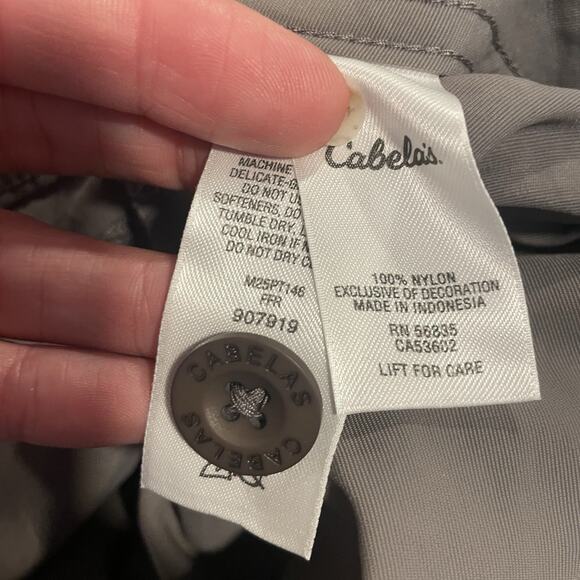 MACHINE
DELICATE-
DO NOT U
SOFTENERS, DO
TUMBLE DRY,
COOL IRON IF N
DO NOT DRY C
M25PT146
FFR
907919
CABELAS
CABELAS
Cabela's.
100% NYLON
EXCLUSIVE OF DECORATION
MADE IN INDONESIA
RN 56835
CA53602
LIFT FOR CARE